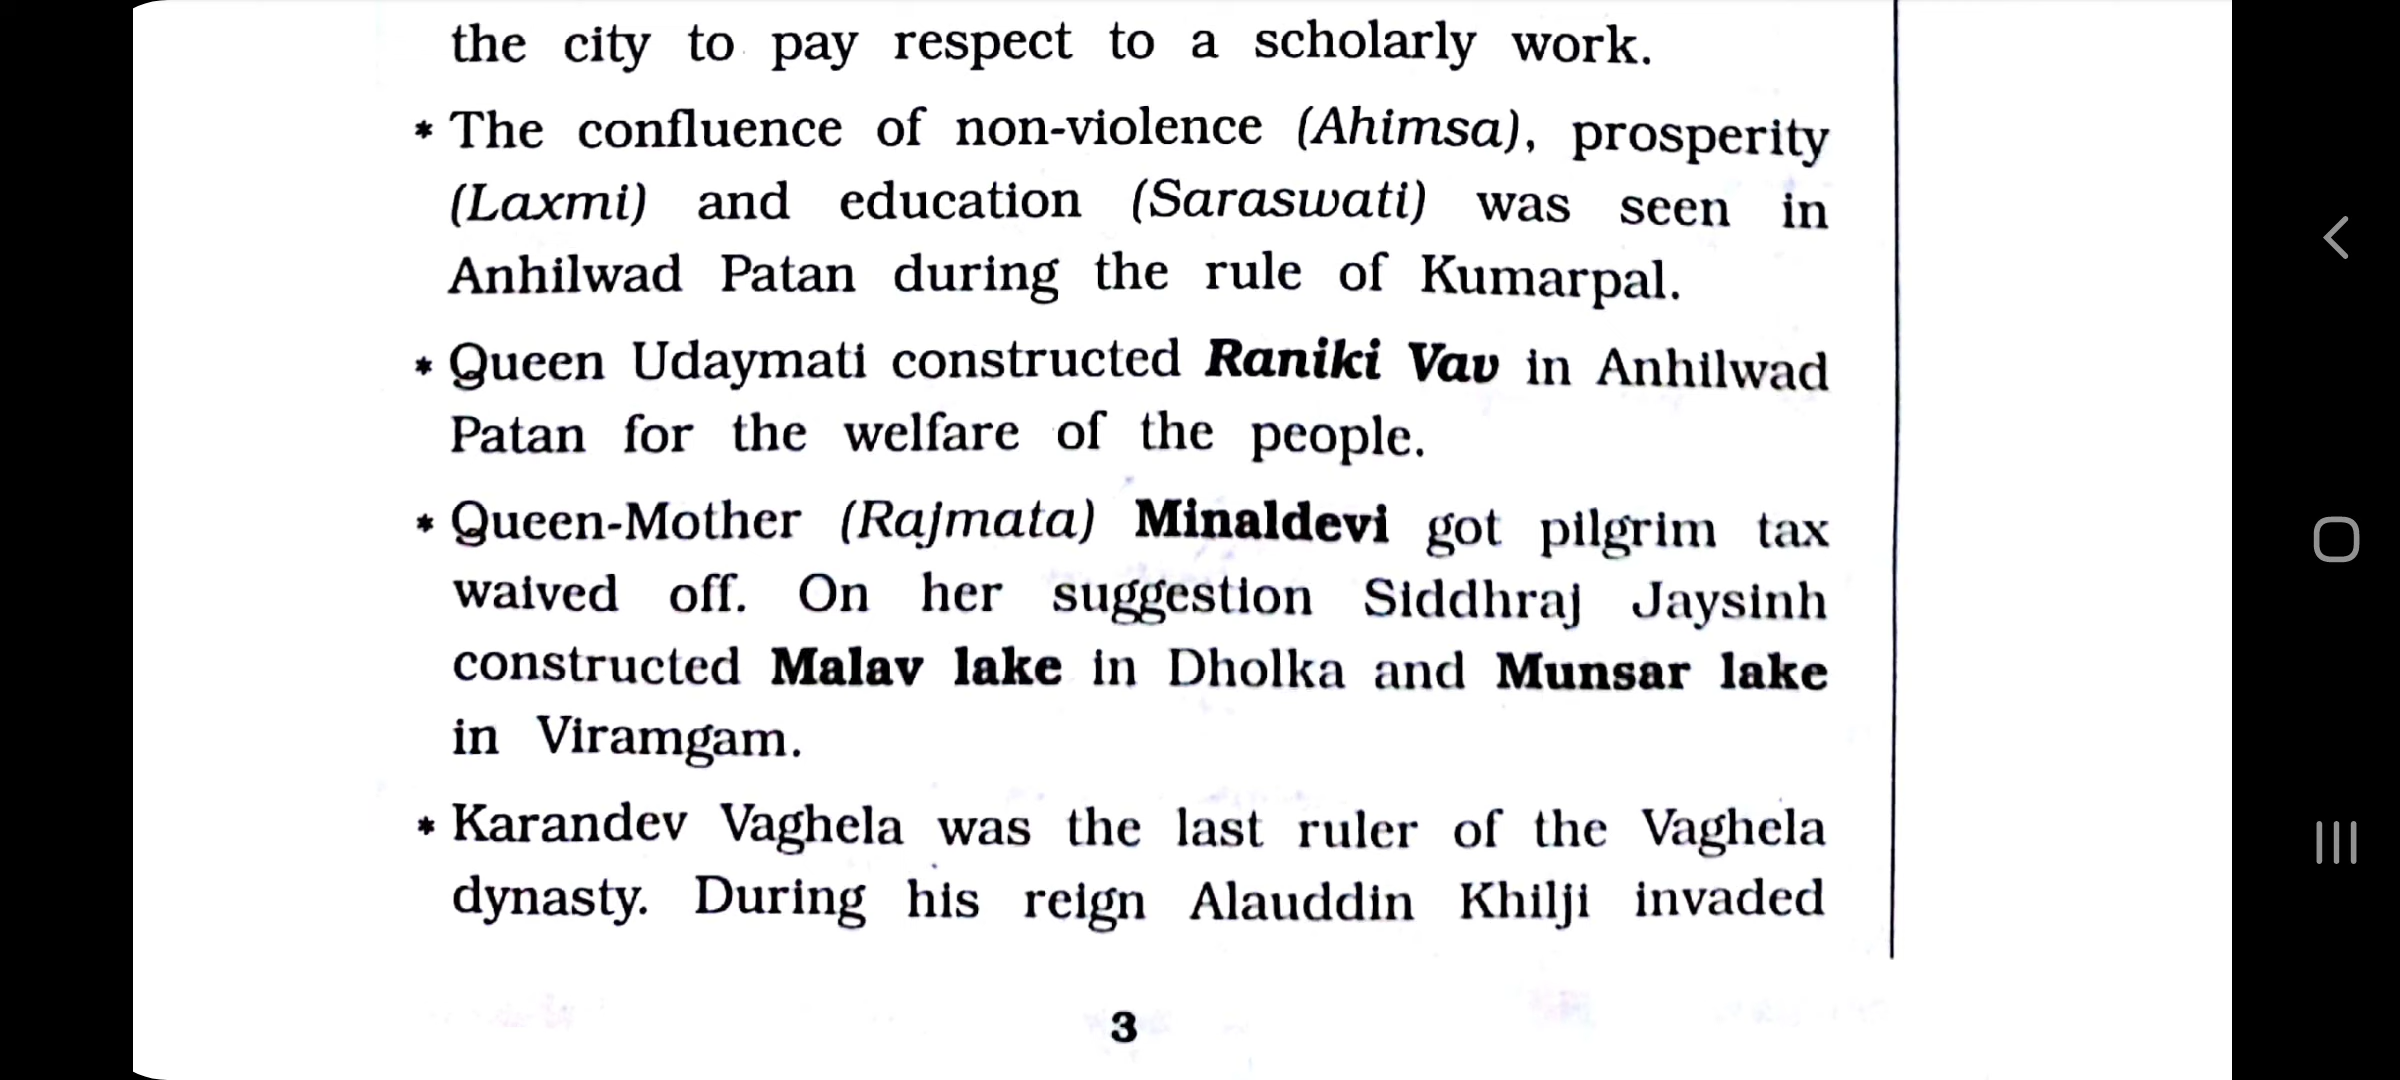 the city to pay respect to a scholarly work.
* The confluence of non-violence (Ahimsa), prosperity
(Laxmi) and education (Saraswati) was seen in
Anhilwad Patan during the rule of Kumarpal.
* Queen Udaymati constructed Raniki Vav in Anhilwad
Patan for the welfare of the people.
* Queen-Mother (Rajmata) Minaldevi got pilgrim tax
waived off. On her suggestion Siddhraj Jaysinh
constructed Malav lake in Dholka and Munsar lake
in Viramgam.
* Karandev Vaghela was the last ruler of the Vaghela
dynasty. During his reign Alauddin Khilji invaded
3